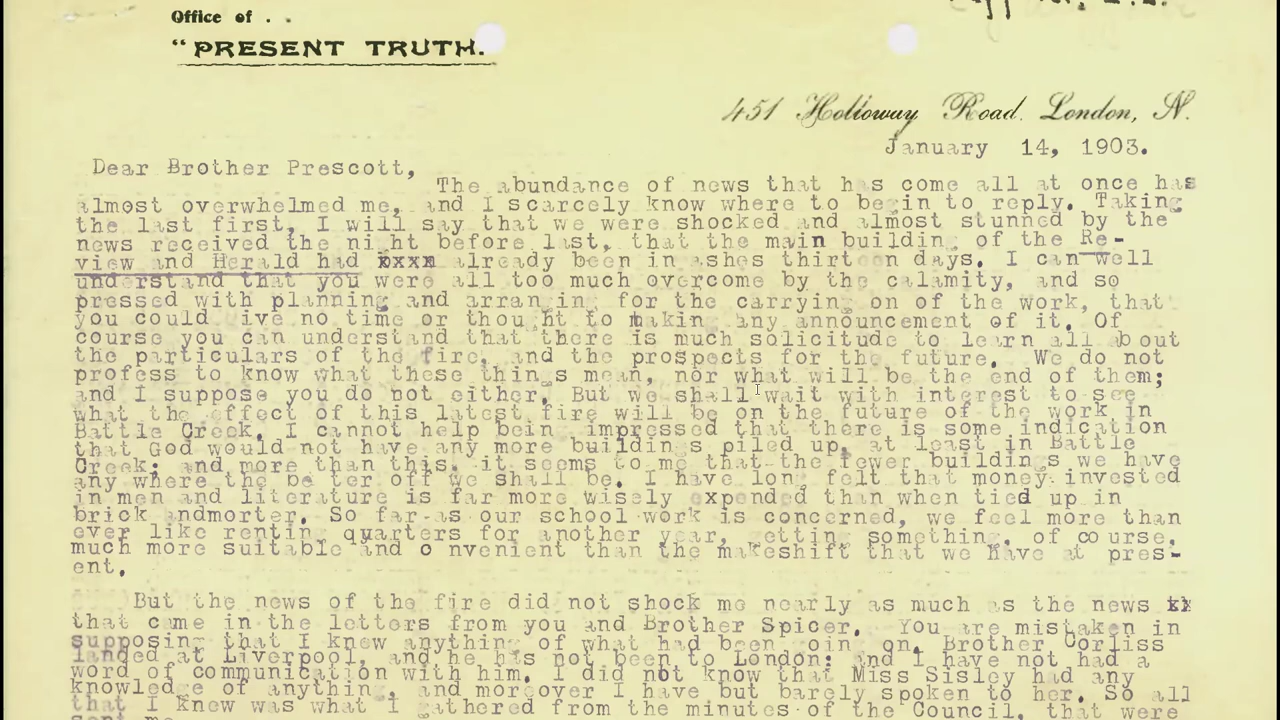 Office of . .
"PRESENT TRUTH.
451 Holloway Road. London, N.
January 14, 1903.
Dear Brother Prescott,
The abundance of news that has come all at once has
almost overwhelmed me, and I scarcely know where to begin to reply. Taking
the last first, I will say that we were shocked and almost stunned by the
news received the night before last, that the main building of the Re-
view and Herald had xxxx already been in ashes thirteen days. I can well
understand that you were all too much overcome by the calamity, and so
pressed with planning and arranging for the carrying on of the work, that
you could give no time or thought to making any announcement of it. Of
course you can understand that there is much solicitude to learn all about
the particulars of the fire, and the prospects for the future. We do not
profess to know what these things mean, nor what will be the end of them;
and I suppose you do not either. But we shall wait with interest to see
what the effect of this latest fire will be on the future of the work in
Battle Creek. I cannot help being impressed that there is some indication
that God would not have any more buildings piled up, at least in Battle
Creek; and more than this, it seems to me that the fewer buildings we have
any where the better off we shall be. I have long felt that money invested
in men and literature is far more wisely expended than when tied up in
brick andmorter. So far as our school work is concerned, we feel more than
ever like renting quarters for another year, getting something, of course,
much more suitable and convenient than the makeshift that we have at pres-
ent.
But the news of the fire did not shock me nearly as much as the news xx
that came in the letters from you and Brother Spicer. You are mistaken in
supposing that I knew anything of what had been going on. Brother Corliss
landed at Liverpool, and he has not been to London; and I have not had a
word of communication with him. I did not know that Miss Sisley had any
knowledge of anything, and moreover I have but barely spoken to her. So all
that I knew was what I gathered from the minutes of the Council, that were
sent me